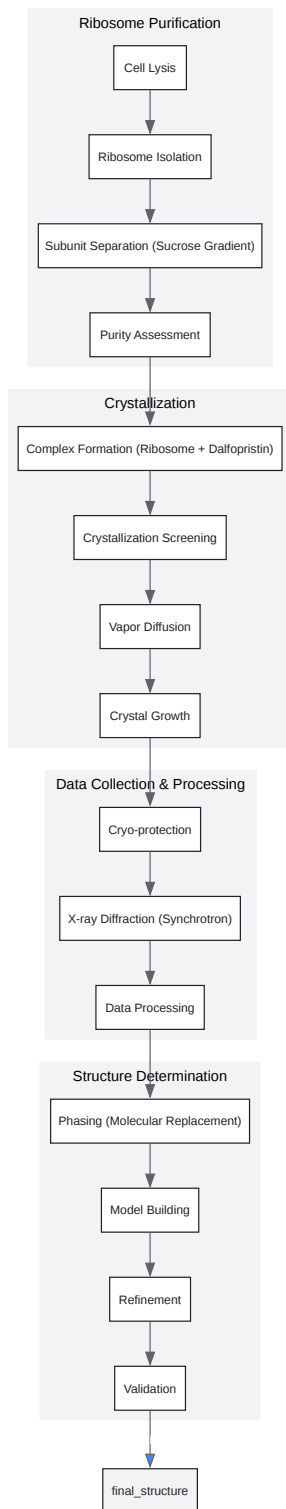 Ribosome Purification
Cell Lysis
Ribosome Isolation
Subunit Separation (Sucrose Gradient)
Purity Assessment
Crystallization
Complex Formation (Ribosome + Dalfopristin)
Crystallization Screening
Vapor Diffusion
Crystal Growth
Data Collection & Processing
Cryo-protection
X-ray Diffraction (Synchrotron)
Data Processing
Structure Determination
Phasing (Molecular Replacement)
Model Building
Refinement
Validation
final_structure